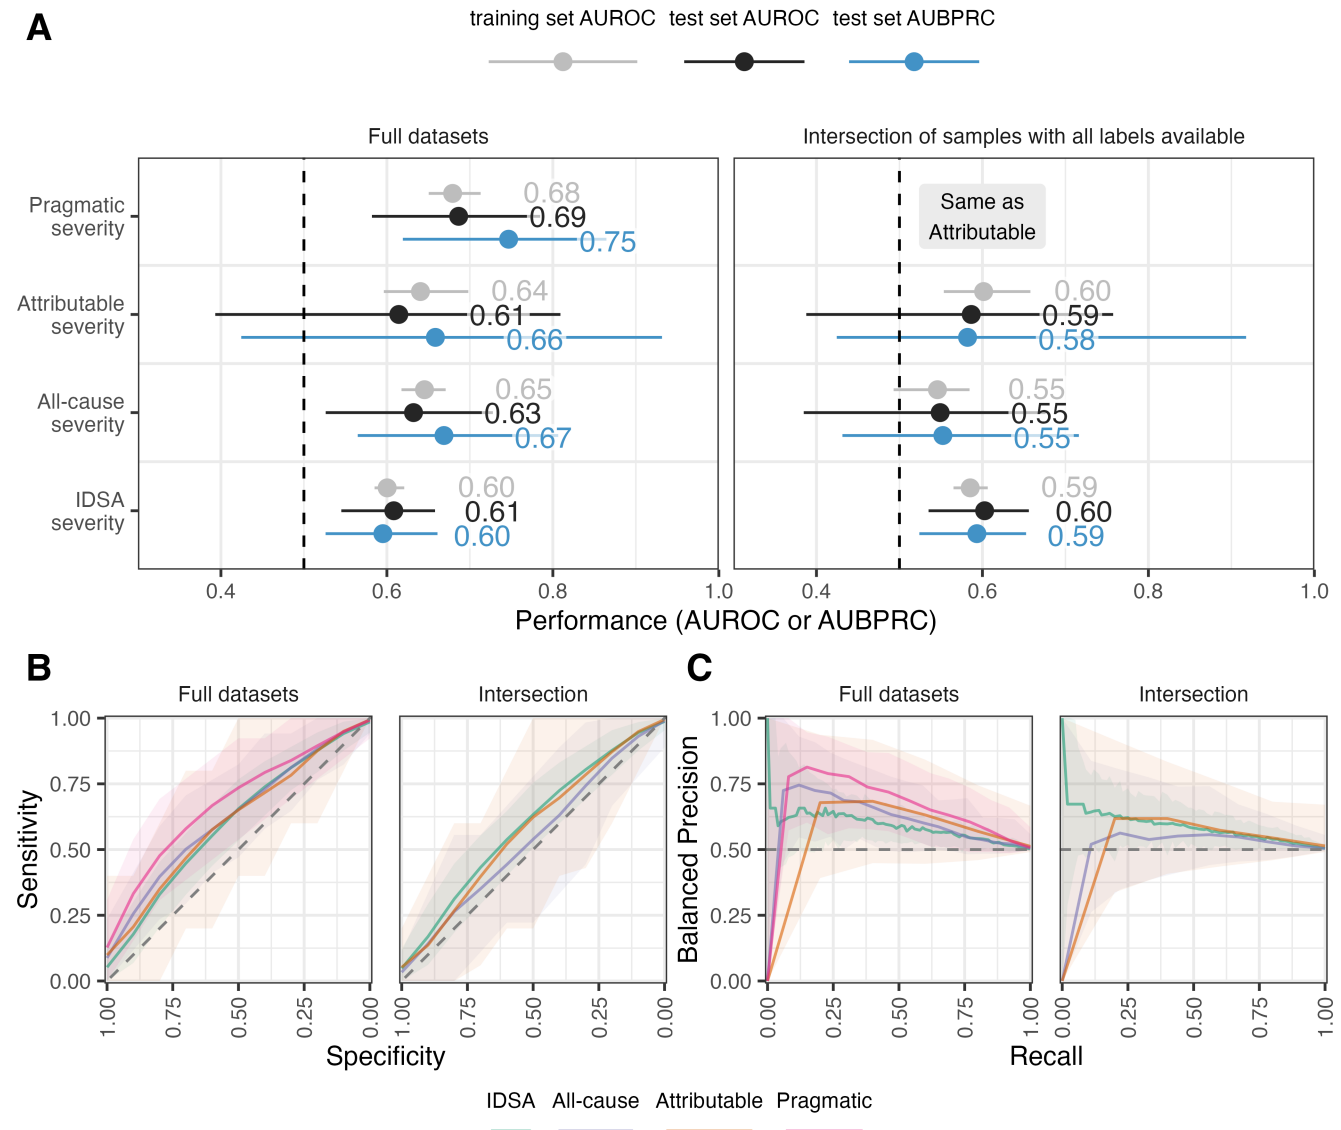 A
training set AUROC test set AUROC test set AUBPRC
Full datasets
Intersection of samples with all labels available
Pragmatic
severity
Attributable
severity
All-cause
severity
IDSA
severity
0.68
0.69
0.75
0.64
0.61
0.66
0.65
0.63
0.67
0.60
0.61
0.60
Same as
Attributable
0.60
0.59
0.58
0.55
0.55
0.55
0.59
0.60
0.59
0.4 0.6 0.8 1.0
0.4 0.6 0.8 1.0
Performance (AUROC or AUBPRC)
B
Full datasets
Intersection
Sensitivity
1.00
0.75
0.50
0.25
0.00
1.00 0.75 0.50 0.25 0.00
1.00 0.75 0.50 0.25 0.00
Specificity
C
Full datasets
Intersection
Balanced Precision
1.00
0.75
0.50
0.25
0.00
0.00 0.25 0.50 0.75 1.00
0.00 0.25 0.50 0.75 1.00
Recall
IDSA All-cause Attributable Pragmatic